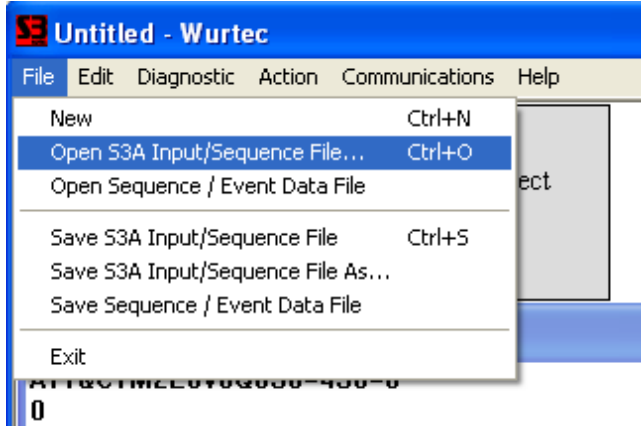 S3 Untitled - Wurtec
File Edit Diagnostic Action Communications Help
New Ctrl+N
Open S3A Input/Sequence File... Ctrl+O
Open Sequence / Event Data File
ect
Save S3A Input/Sequence File Ctrl+S
Save S3A Input/Sequence File As...
Save Sequence / Event Data File
Exit
0